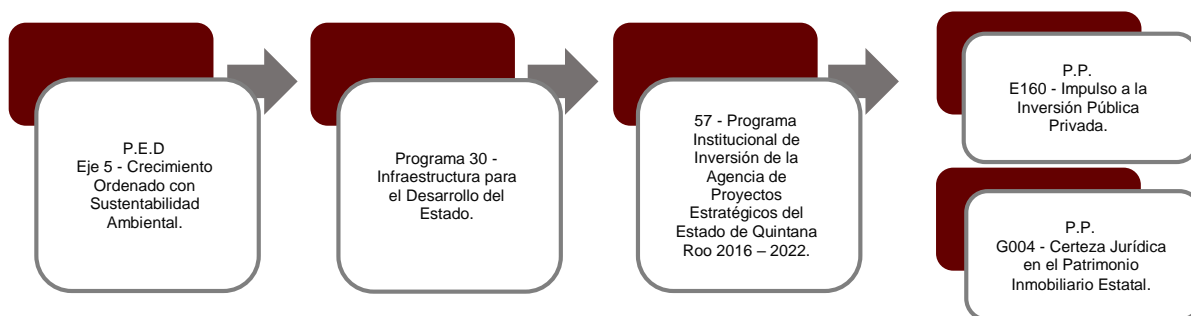 P.E.D
Eje 5 - Crecimiento
Ordenado con
Sustentabilidad
Ambiental.
Programa 30 -
Infraestructura para
el Desarrollo del
Estado.
57 - Programa
Institucional de
Inversión de la
Agencia de
Proyectos
Estratégicos del
Estado de Quintana
Roo 2016 – 2022.
P.P.
E160 - Impulso a la
Inversión Pública
Privada.
P.P.
G004 - Certeza Jurídica
en el Patrimonio
Inmobiliario Estatal.